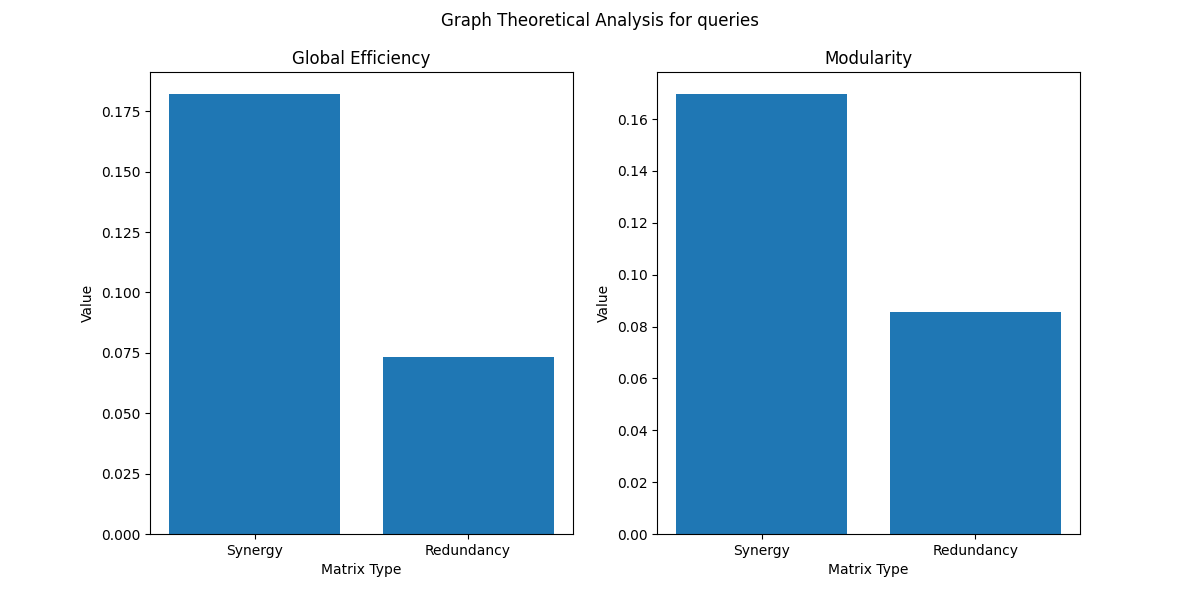 Graph Theoretical Analysis for queries
Global Efficiency
0.175
0.150
0.125
0.100
0.075
0.050
0.025
0.000
Value
Synergy
Redundancy
Matrix Type
Modularity
0.16
0.14
0.12
0.10
0.08
0.06
0.04
0.02
0.00
Value
Synergy
Redundancy
Matrix Type